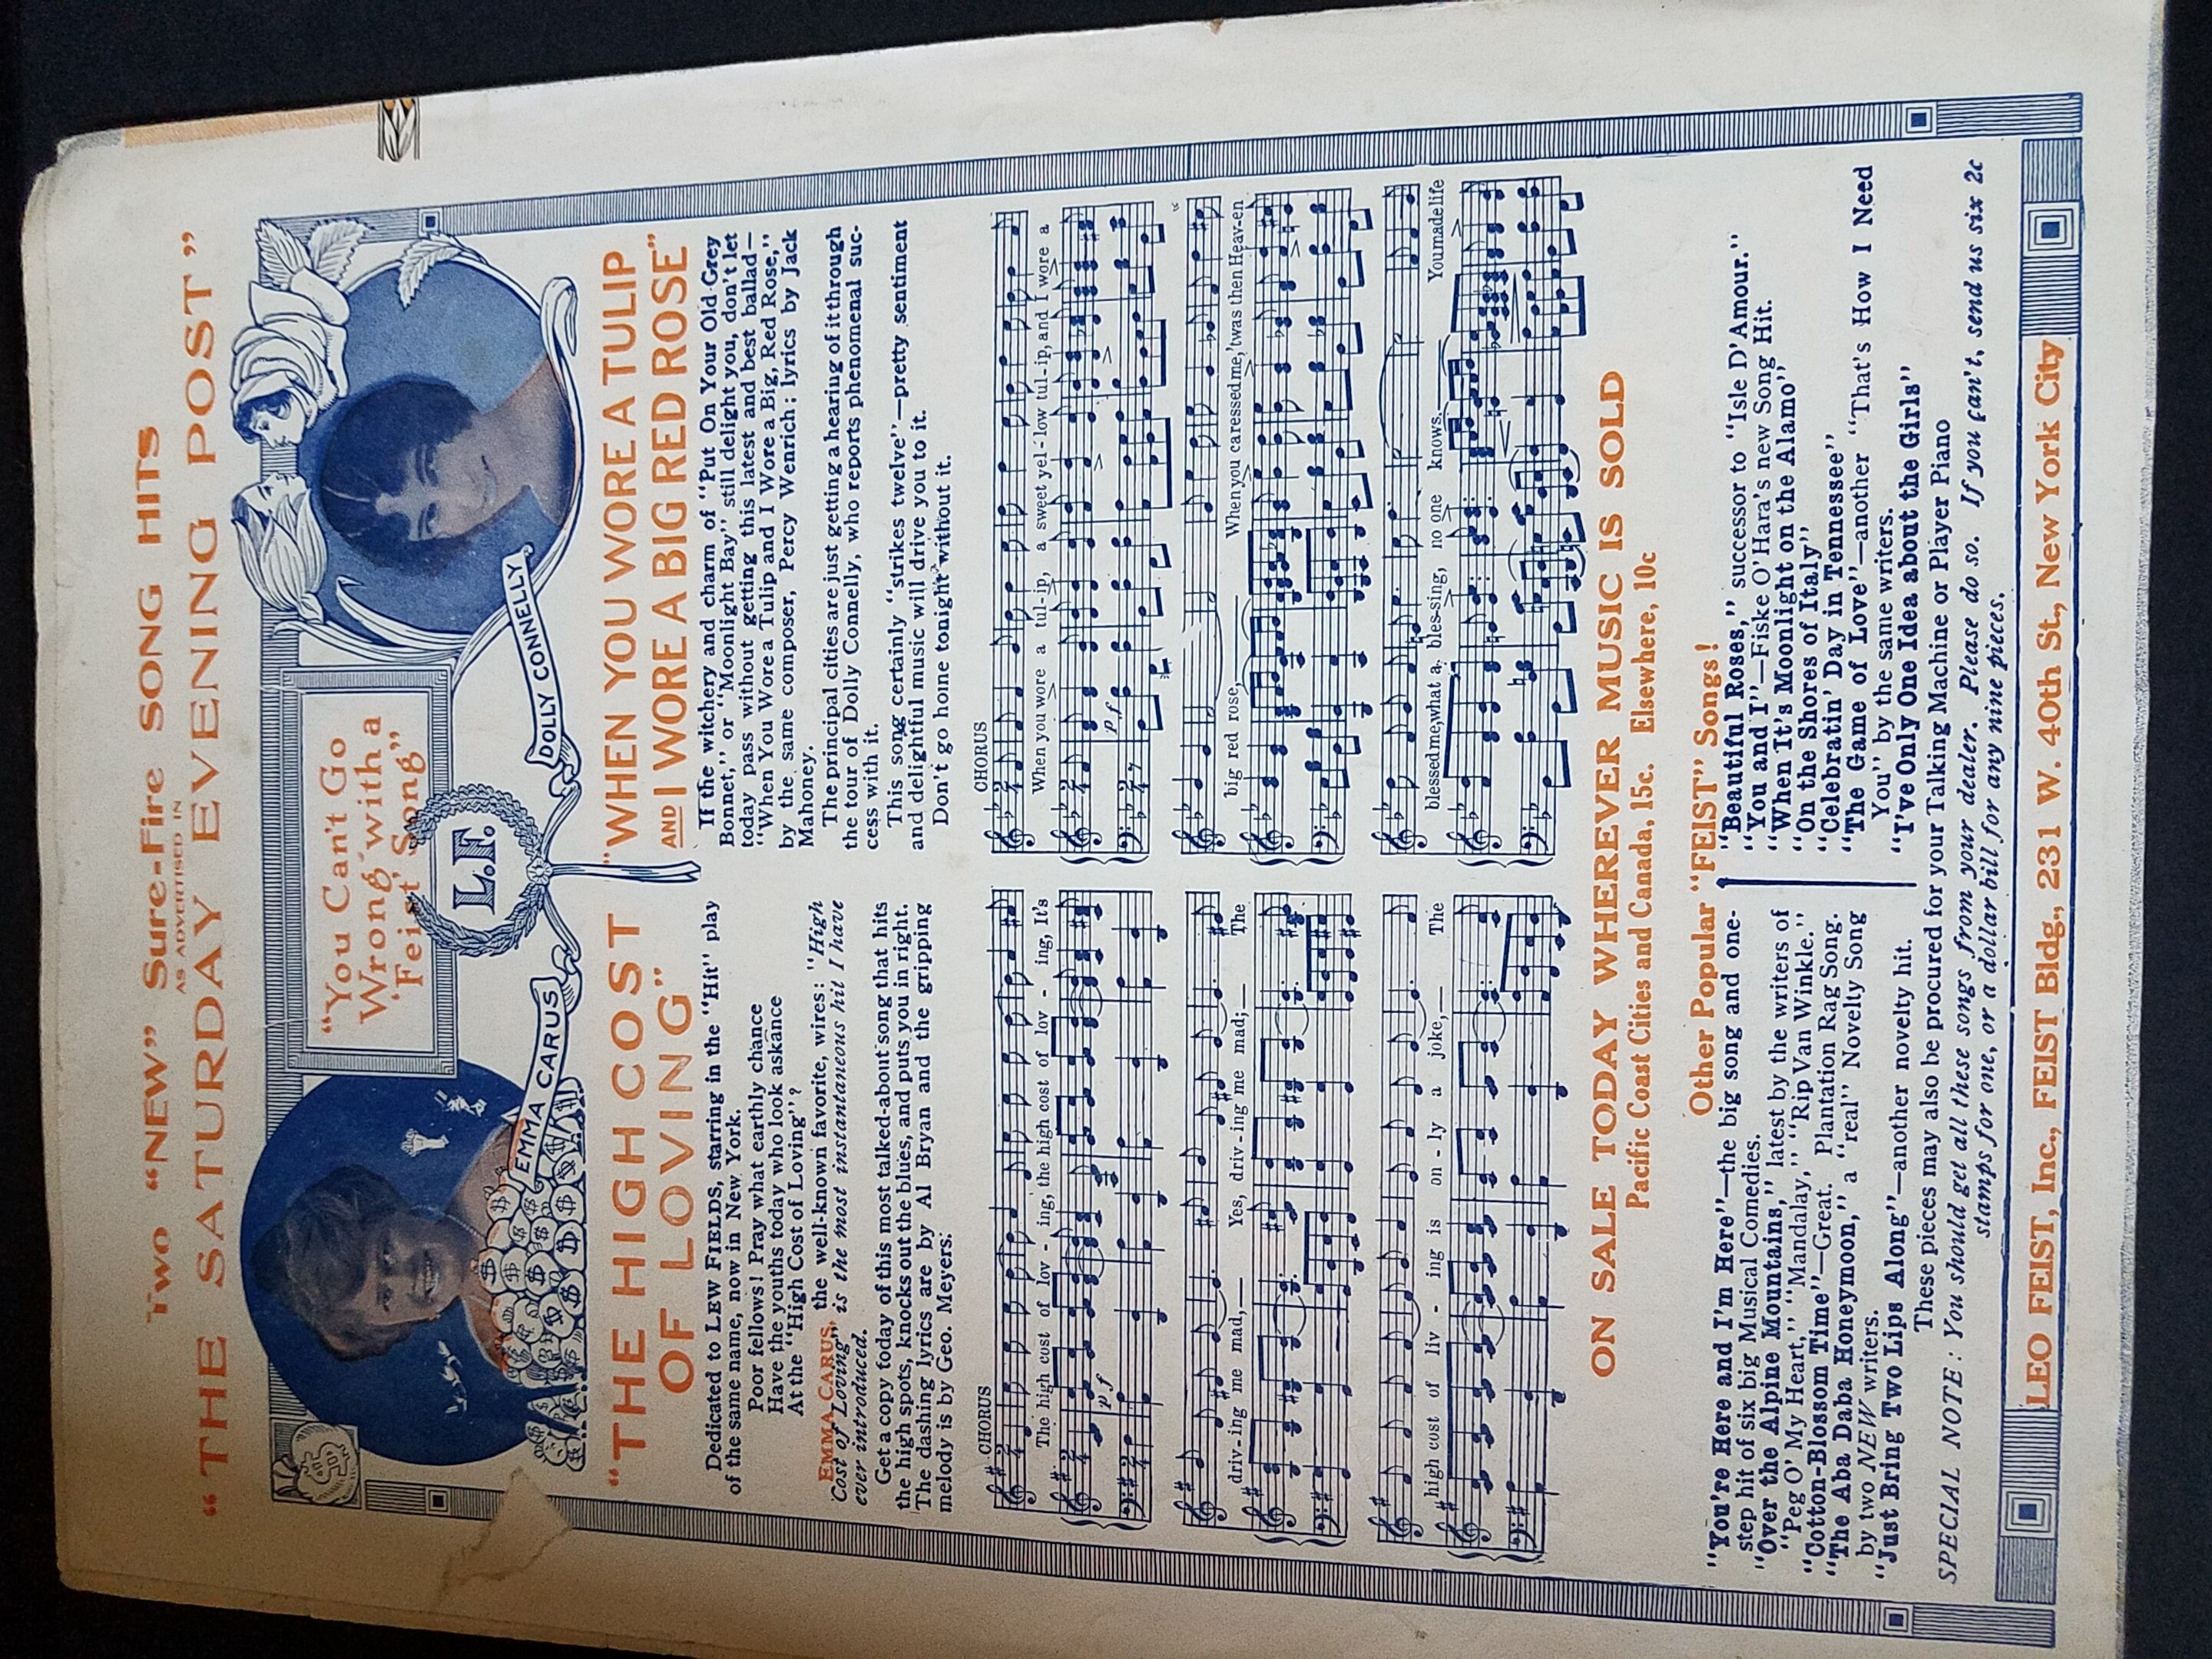 Two "NEW" Sure-Fire SONG HITS
AS ADVERTISED IN
"THE SATURDAY EVENING POST"
"You Can't Go
Wrong with a
'Feist' Song"
L.F.
EMMA CARUS
DOLLY CONNELLY
"THE HIGH COST
OF LOVING"
Dedicated to LEW FIELDS, starring in the "Hit" play
of the same name, now in New York.
Poor fellows! Pray what earthly chance
Have the youths today who look askance
At the "High Cost of Loving"?
EMMA CARUS, the well-known favorite, wires: "High
Cost of Loving" is the most instantaneous hit I have
ever introduced.
Get a copy today of this most talked-about song that hits
the high spots, knocks out the blues, and puts you in right.
The dashing lyrics are by Al Bryan and the gripping
melody is by Geo. Meyers:
CHORUS
The high cost of lov - ing, the high cost of lov - ing, It's
p-f
driv-ing me mad,— Yes, driv-ing me mad;— The
high cost of liv - ing is on - ly a joke,— The
"WHEN YOU WORE A TULIP
AND I WORE A BIG RED ROSE"
If the witchery and charm of "Put On Your Old Grey
Bonnet," or "Moonlight Bay" still delight you, don't let
today pass without getting this latest and best ballad—
"When You Wore a Tulip and I Wore a Big, Red Rose,"
by the same composer, Percy Wenrich; lyrics by Jack
Mahoney.
The principal cities are just getting a hearing of it through
the tour of Dolly Connelly, who reports phenomenal suc-
cess with it.
This song certainly "strikes twelve"—pretty sentiment
and delightful music will drive you to it.
Don't go home tonight without it.
CHORUS
When you wore a tul-ip, a sweet yel-low tul-ip, and I wore a
p-f
big red rose, When you caressed me, 'twas then Heav-en
blessed me, what a bles-sing, no one knows. You made life
ON SALE TODAY WHEREVER MUSIC IS SOLD
Pacific Coast Cities and Canada, 15c. Elsewhere, 10c
Other Popular "FEIST" Songs!
"You're Here and I'm Here"—the big song and one-
step hit of six big Musical Comedies.
"Over the Alpine Mountains," latest by the writers of
"Peg O' My Heart," "Mandalay," "Rip Van Winkle."
"Cotton-Blossom Time"—Great. Plantation Rag Song.
"The Aba Daba Honeymoon," a "real" Novelty Song
by two NEW writers.
"Just Bring Two Lips Along"—another novelty hit.
"Beautiful Roses," successor to "Isle D'Amour."
"You and I"—Fiske O'Hara's new Song Hit.
"When It's Moonlight on the Alamo"
"On the Shores of Italy"
"Celebratin' Day in Tennessee"
"The Game of Love"—another "That's How I Need
You" by the same writers.
"I've Only One Idea about the Girls"
These pieces may also be procured for your Talking Machine or Player Piano
SPECIAL NOTE: You should get all these songs from your dealer. Please do so. If you can't, send us six 2c
stamps for one, or a dollar bill for any nine pieces.
LEO FEIST, Inc., FEIST Bldg., 231 W. 40th St., New York City